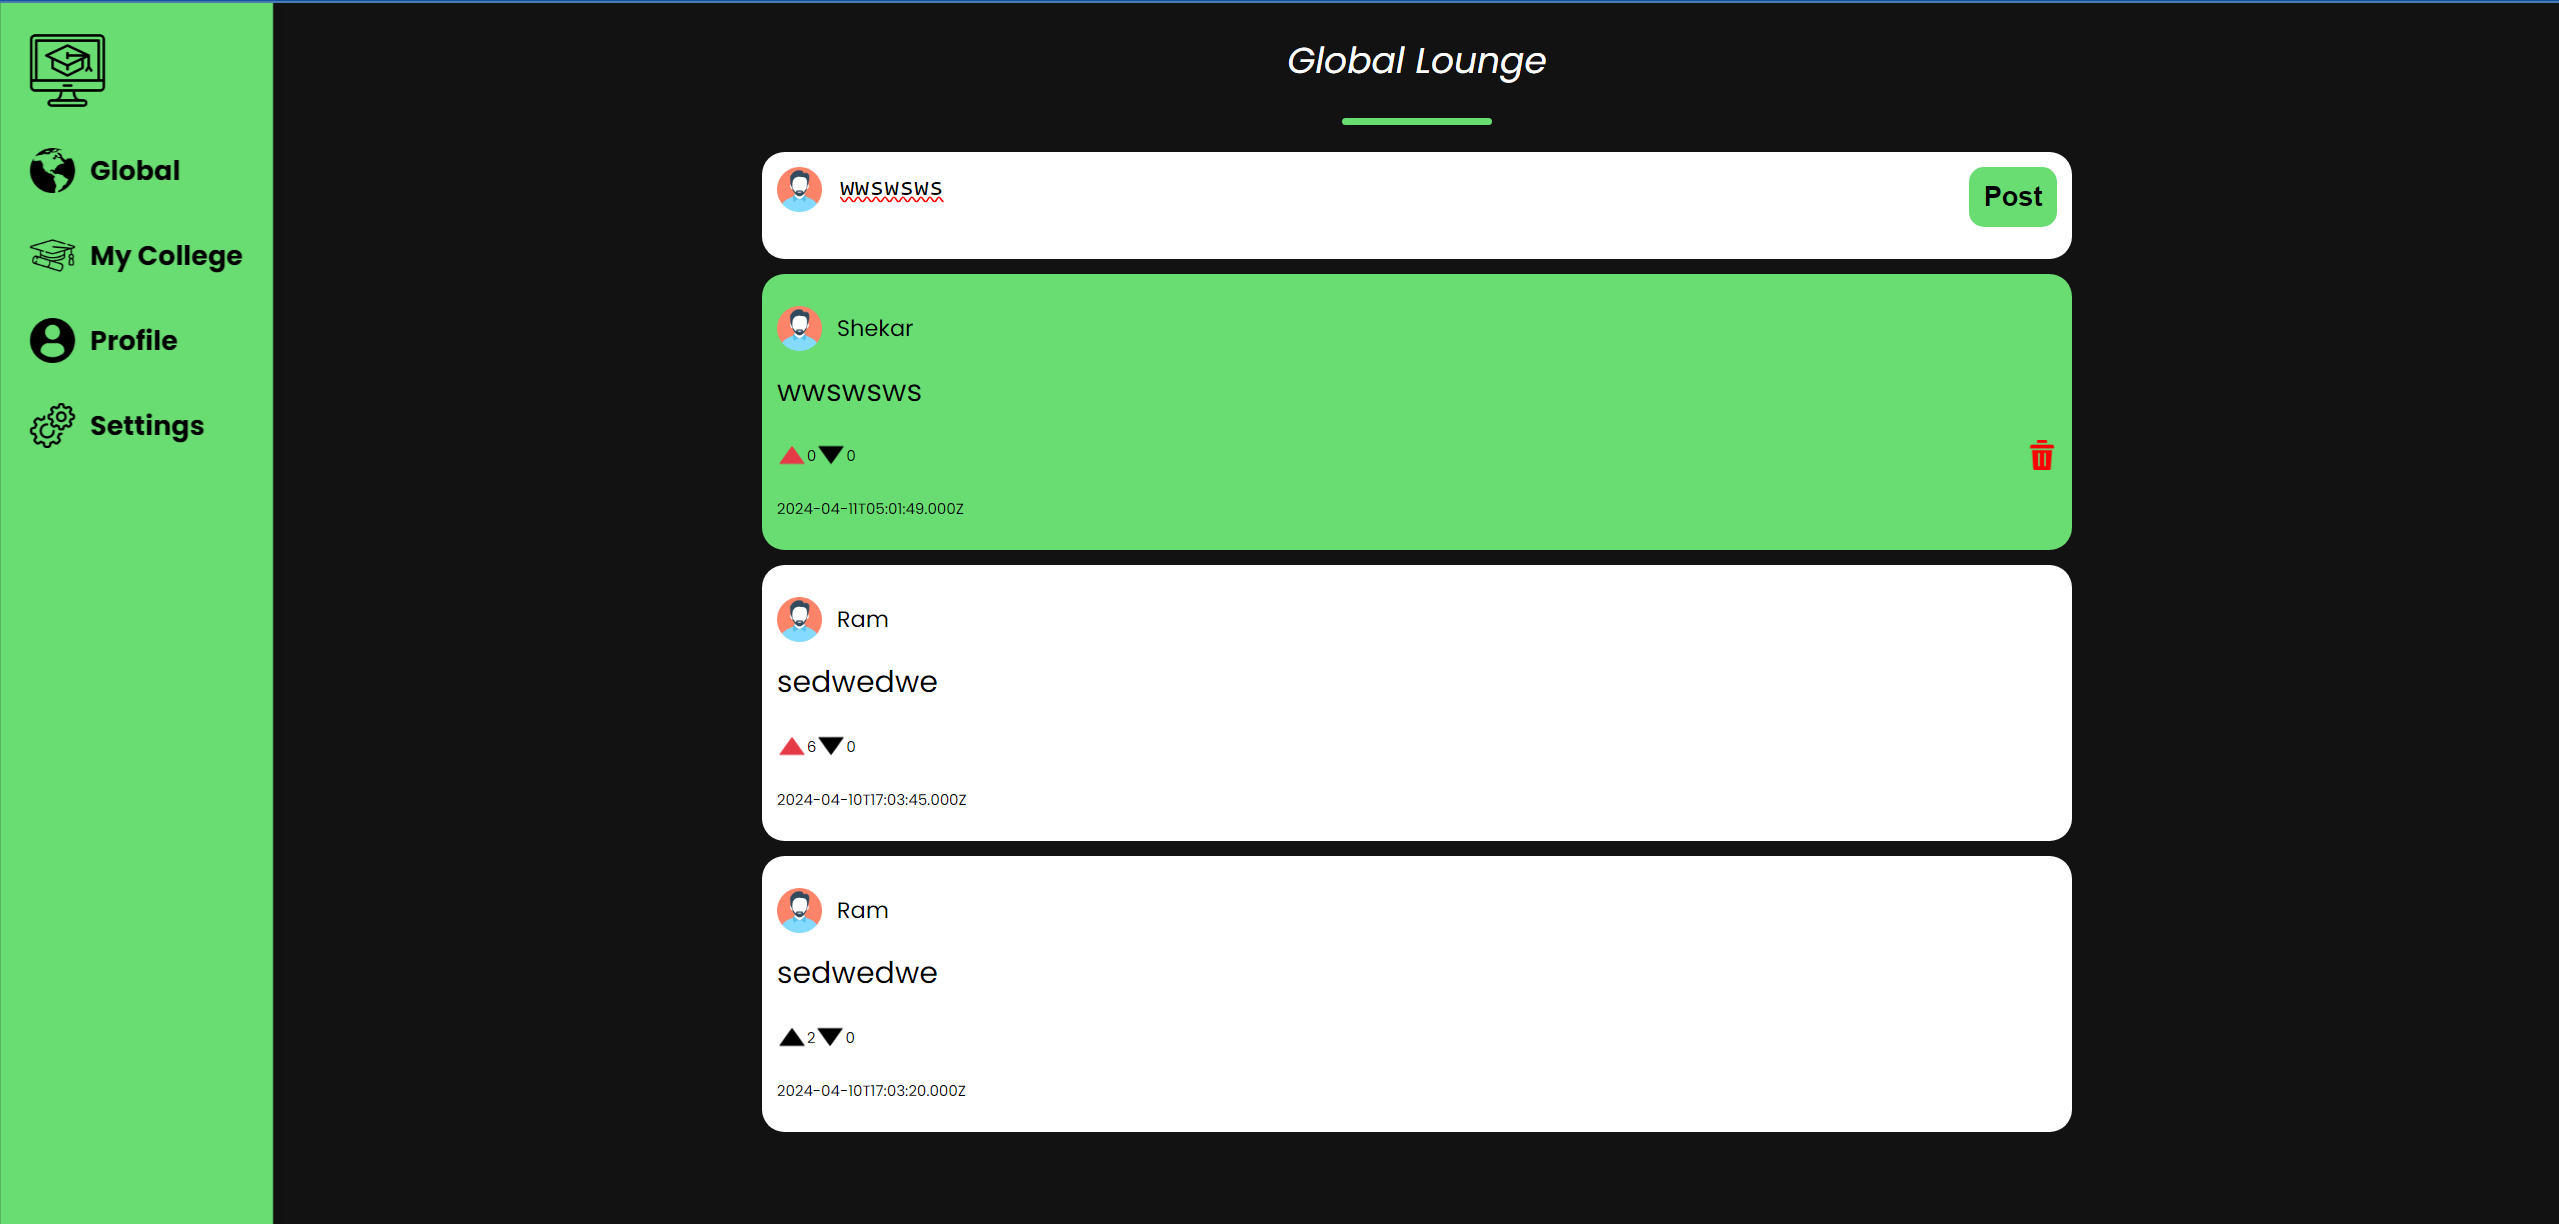 Global
My College
Profile
Settings
Global Lounge
wwswsws
Post
Shekar
wwswsws
0 0
2024-04-11T05:01:49.000Z
Ram
sedwedwe
6 0
2024-04-10T17:03:45.000Z
Ram
sedwedwe
2 0
2024-04-10T17:03:20.000Z